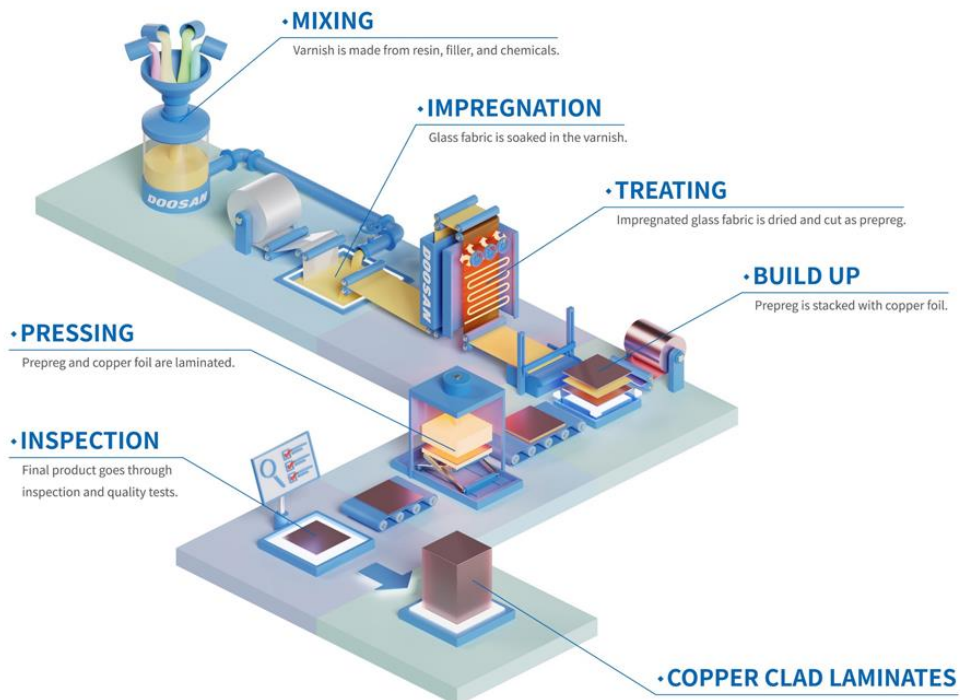 MIXING
Varnish is made from resin, filler, and chemicals.
IMPREGNATION
Glass fabric is soaked in the varnish.
DOOSAN
TREATING
Impregnated glass fabric is dried and cut as prepreg.
DOOSAN
BUILD UP
Prepreg is stacked with copper foil.
PRESSING
Prepreg and copper foil are laminated.
INSPECTION
Final product goes through
inspection and quality tests.
COPPER CLAD LAMINATES